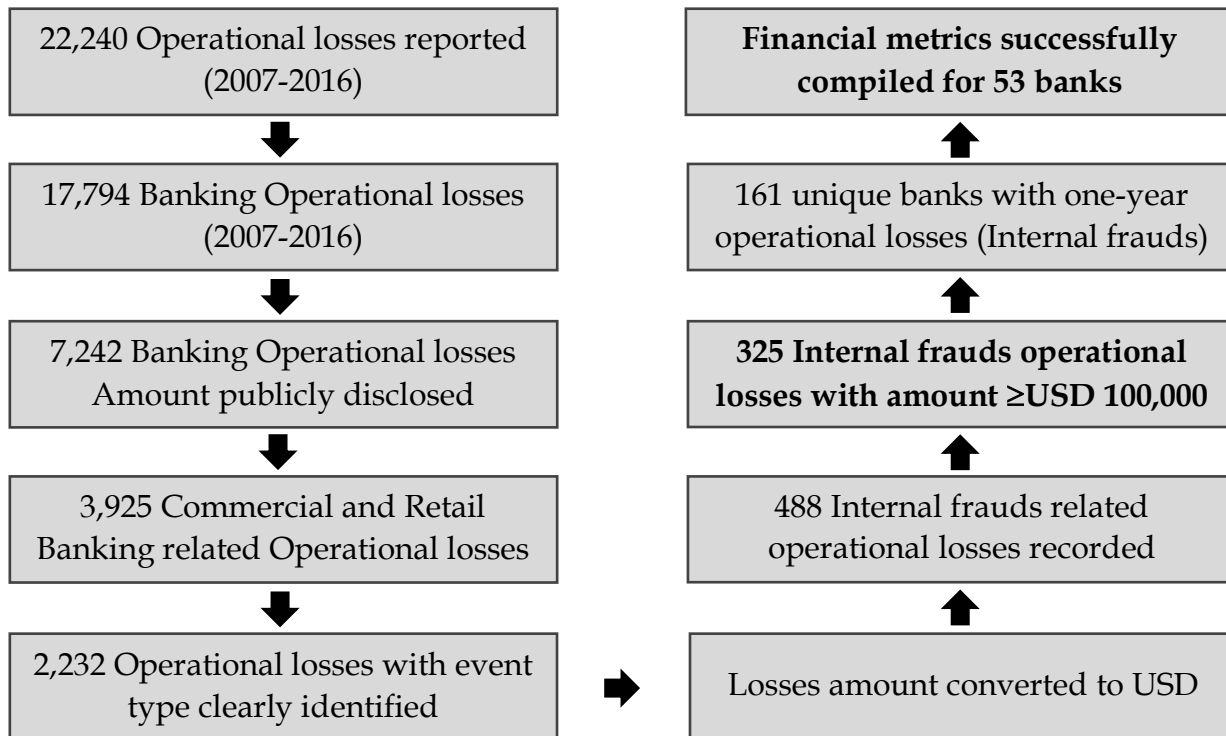 22,240 Operational losses reported
(2007-2016)
17,794 Banking Operational losses
(2007-2016)
7,242 Banking Operational losses
Amount publicly disclosed
3,925 Commercial and Retail
Banking related Operational losses
2,232 Operational losses with event
type clearly identified
Losses amount converted to USD
488 Internal frauds related
operational losses recorded
325 Internal frauds operational
losses with amount ≥USD 100,000
161 unique banks with one-year
operational losses (Internal frauds)
Financial metrics successfully
compiled for 53 banks